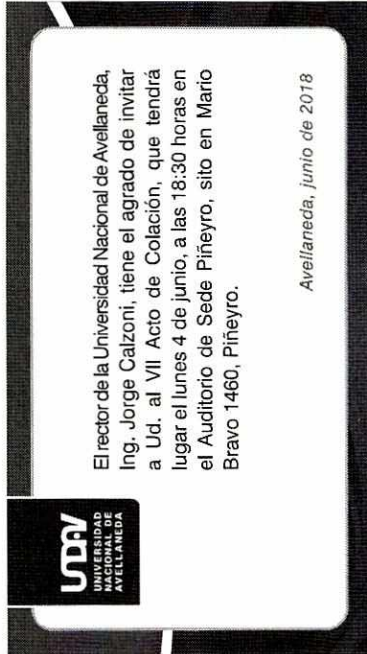 UNDAV
UNIVERSIDAD
NACIONAL DE
AVELLANEDA
El rector de la Universidad Nacional de Avellaneda,
Ing. Jorge Calzoni, tiene el agrado de invitar
a Ud. al VII Acto de Colación, que tendrá
lugar el lunes 4 de junio, a las 18:30 horas en
el Auditorio de Sede Piñeyro, sito en Mario
Bravo 1460, Piñeyro.
Avellaneda, junio de 2018